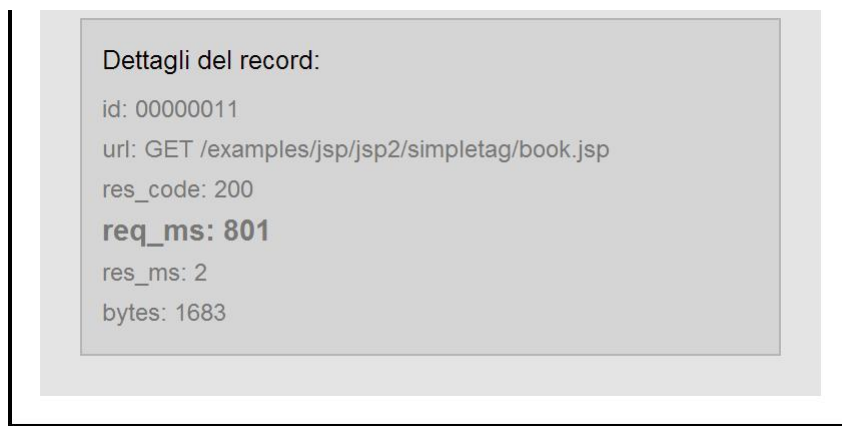 Dettagli del record:
id: 00000011
url: GET /examples/jsp/jsp2/simpletag/book.jsp
res_code: 200
req_ms: 801
res_ms: 2
bytes: 1683